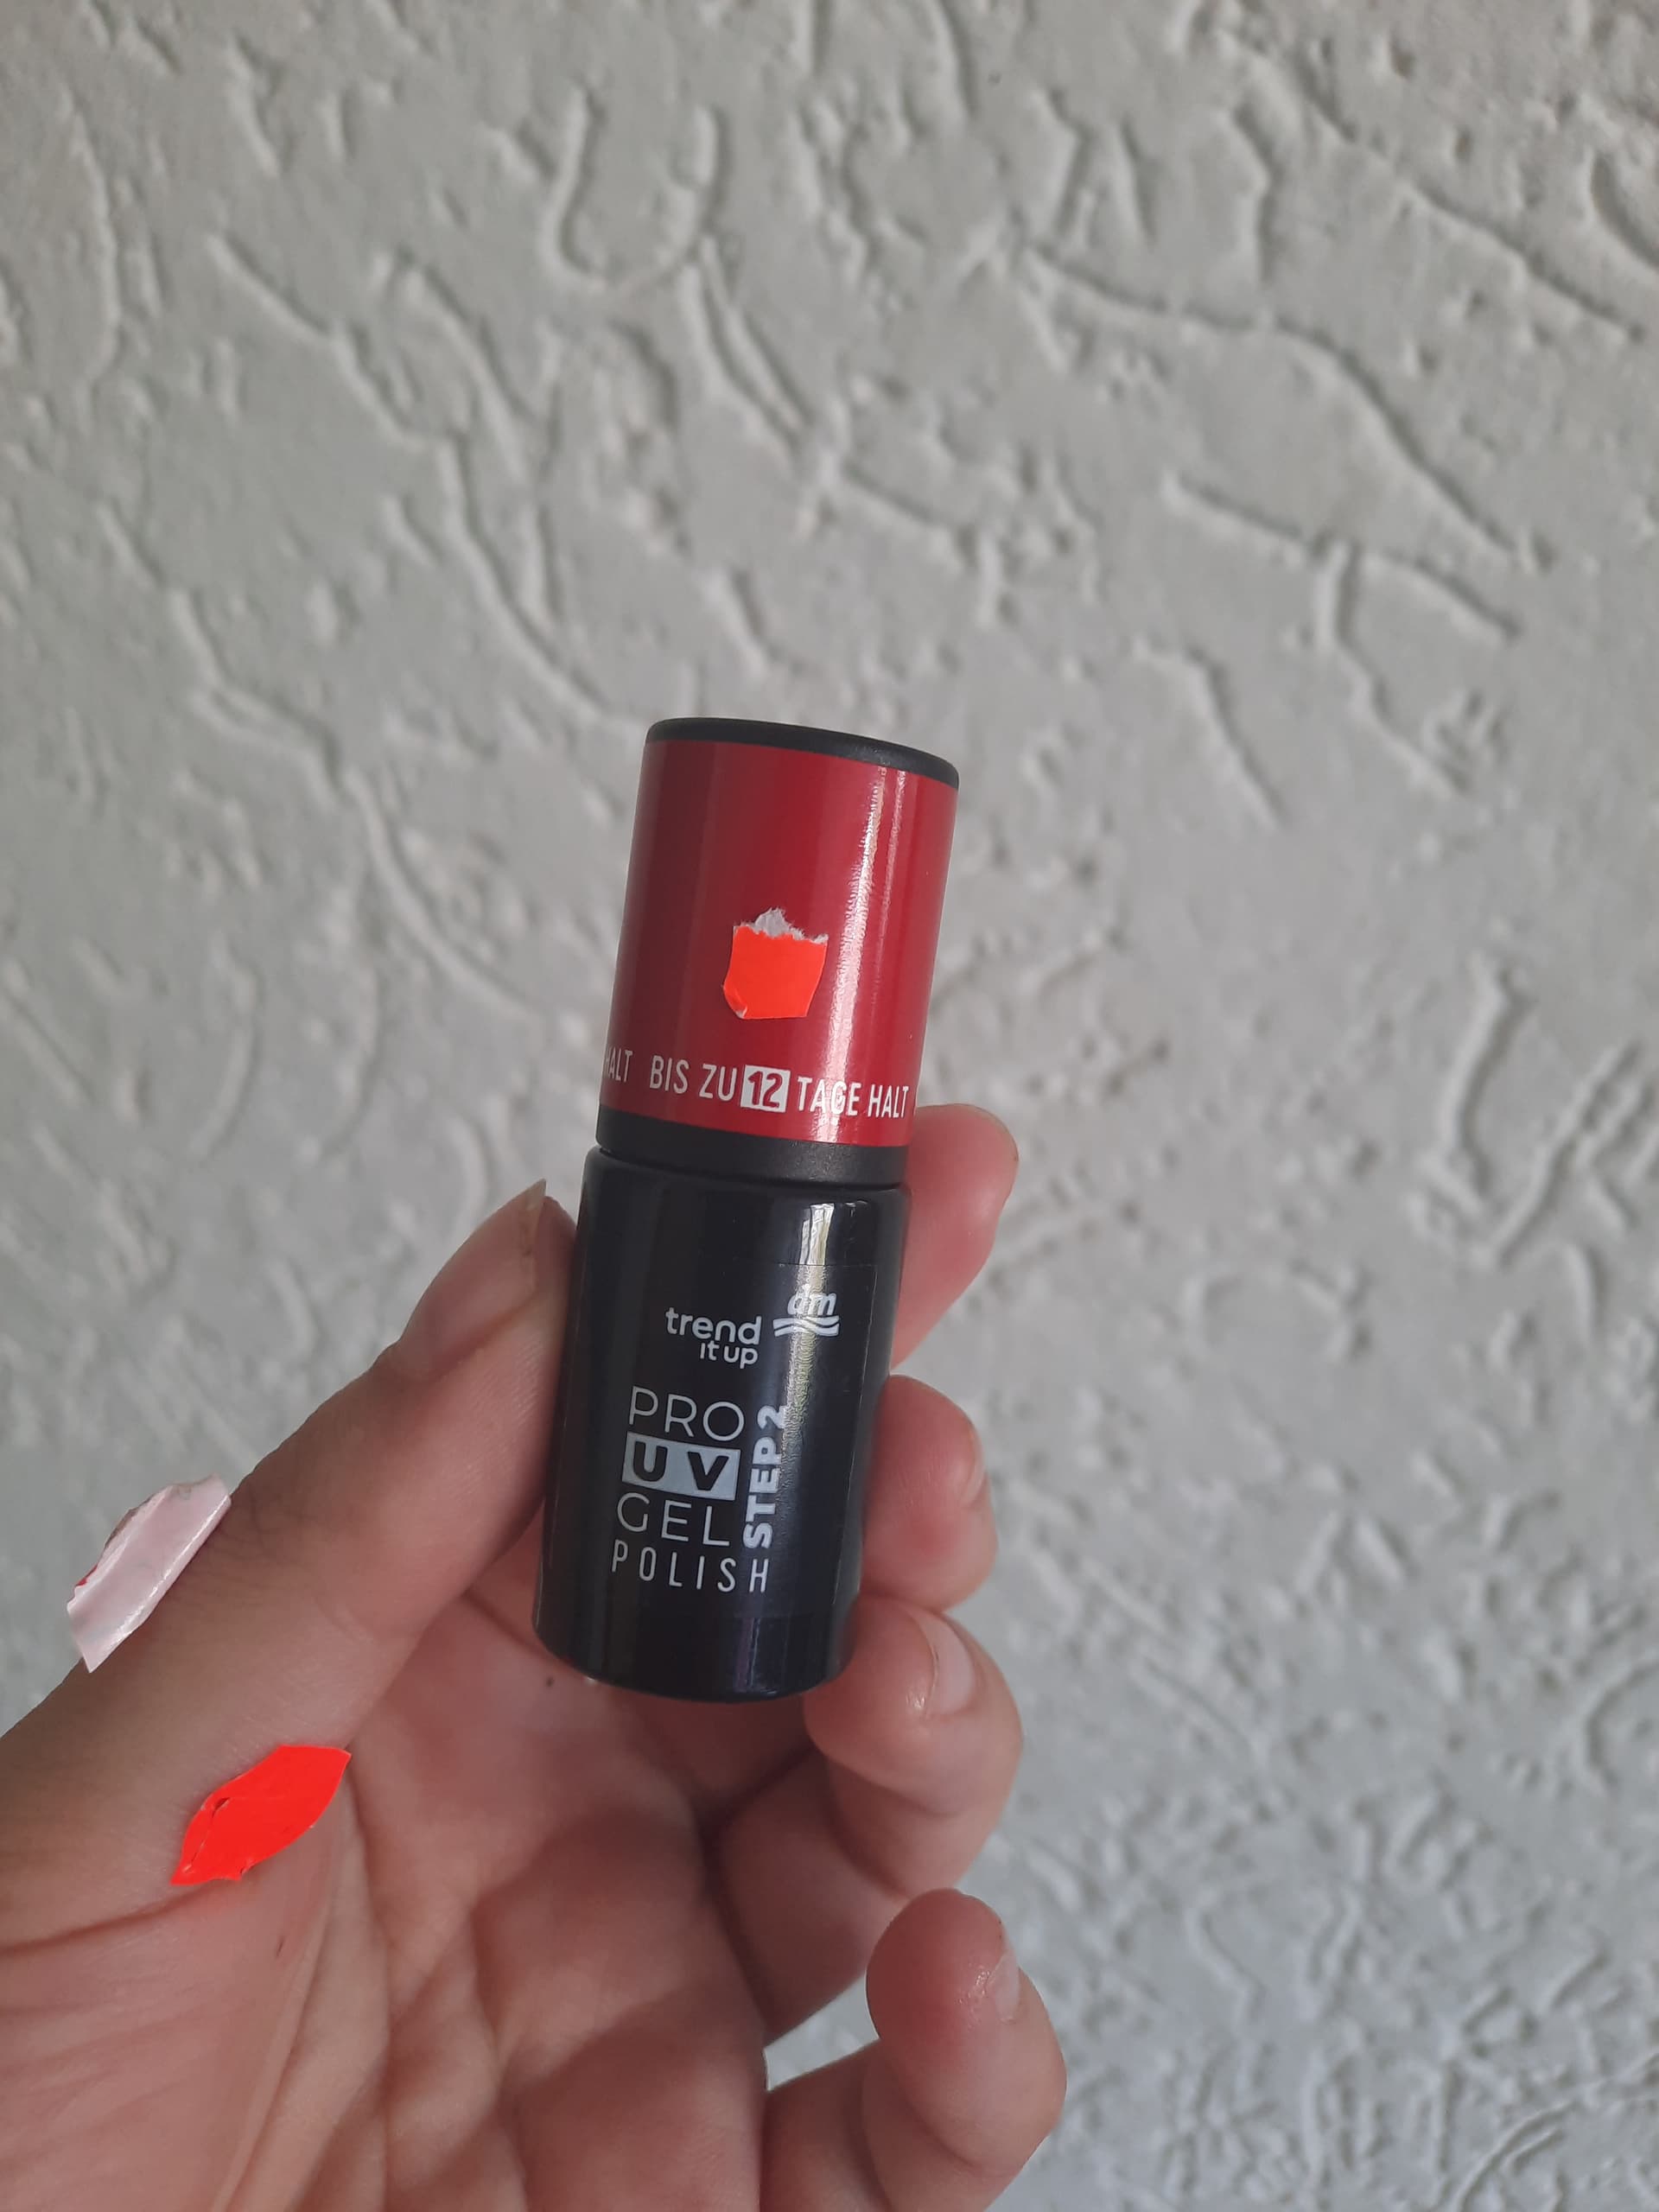 HALT BIS ZU 12 TAGE HALT
dm
trend
it up
PRO
UV
GEL
POLISH
STEP 2